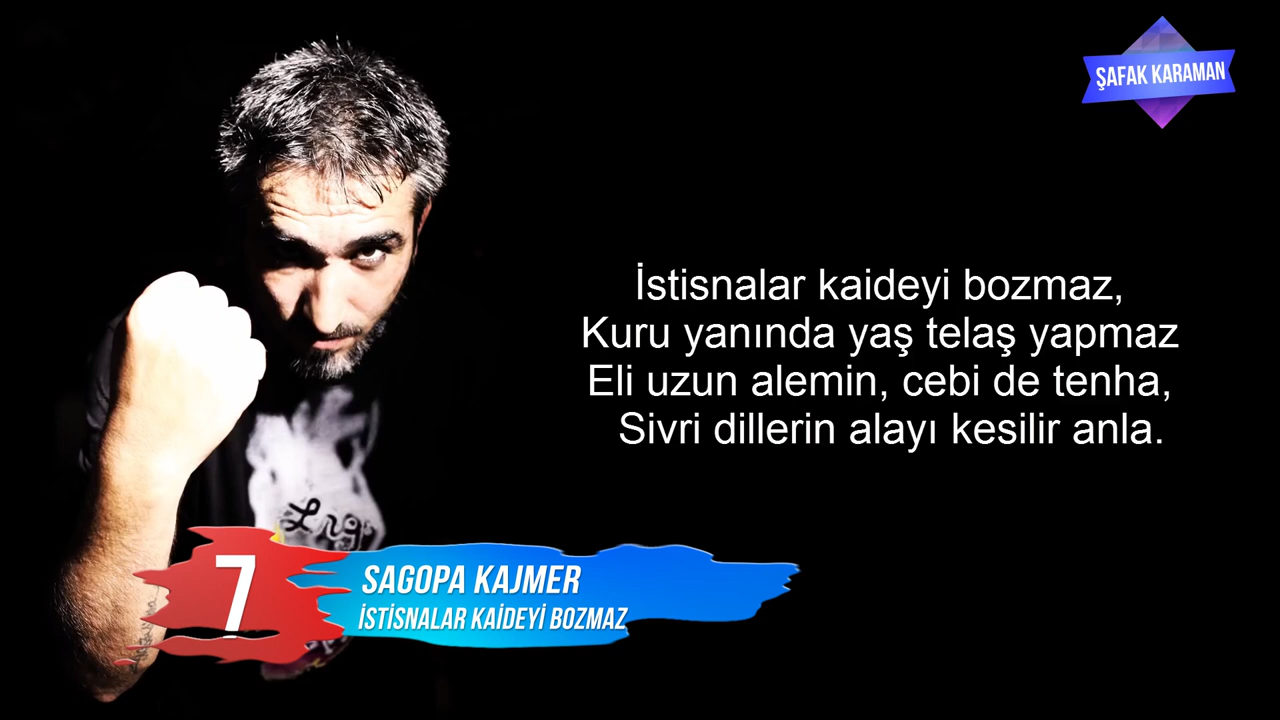 ŞAFAK KARAMAN
İstisnalar kaideyi bozmaz,
Kuru yanında yaş telaş yapmaz
Eli uzun alemin, cebi de tenha,
Sivri dillerin alayı kesilir anla.
7
SAGOPA KAJMER
İSTİSNALAR KAİDEYİ BOZMAZ